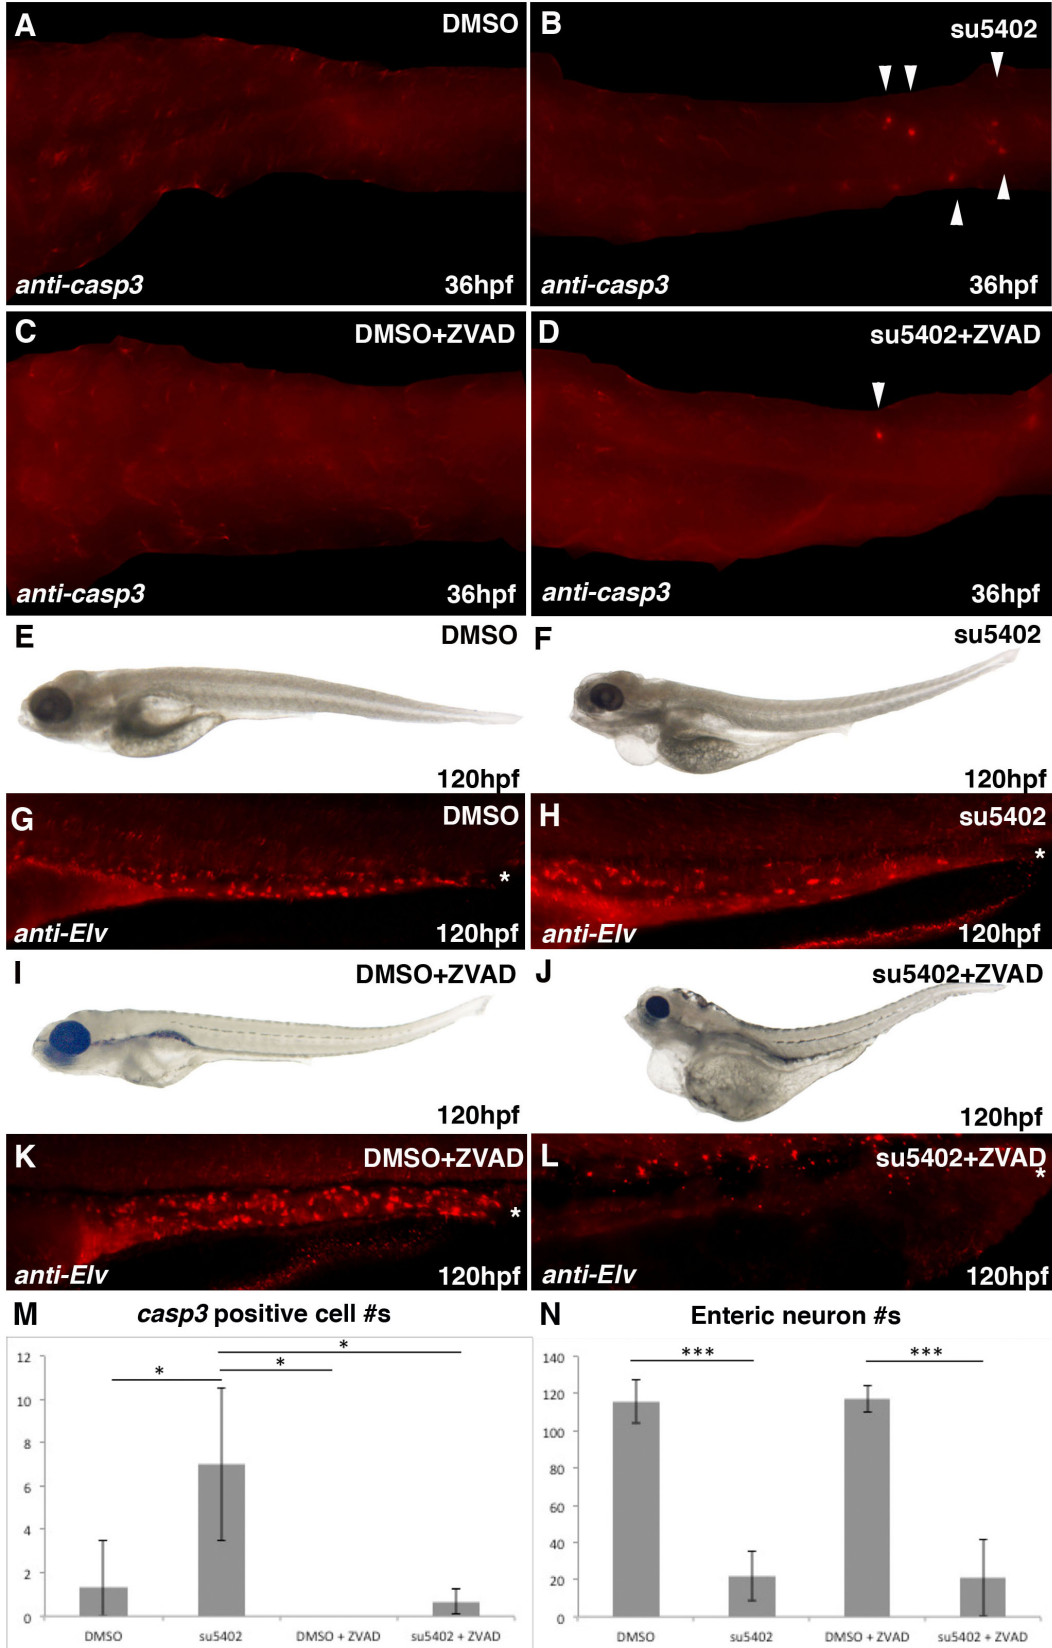 A DMSO
anti-casp3 36hpf
B su5402
anti-casp3 36hpf
C DMSO+ZVAD
anti-casp3 36hpf
D su5402+ZVAD
anti-casp3 36hpf
E DMSO
120hpf
F su5402
120hpf
G DMSO
*
anti-Elv 120hpf
H su5402
*
anti-Elv 120hpf
I DMSO+ZVAD
120hpf
J su5402+ZVAD
120hpf
K DMSO+ZVAD
*
anti-Elv 120hpf
L su5402+ZVAD
*
anti-Elv 120hpf
M casp3 positive cell #s
*
*
*
12
10
8
6
4
2
0
DMSO su5402 DMSO + ZVAD su5402 + ZVAD
N Enteric neuron #s
*** ***
140
120
100
80
60
40
20
0
DMSO su5402 DMSO + ZVAD su5402 + ZVAD